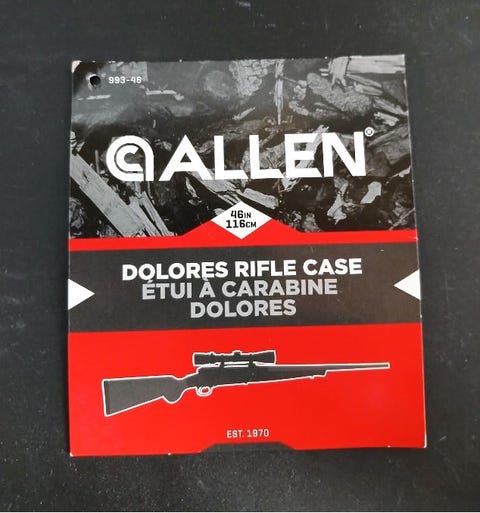 993-46
ALLEN®
46IN
116CM
DOLORES RIFLE CASE
ÉTUI À CARABINE
DOLORES
EST. 1970